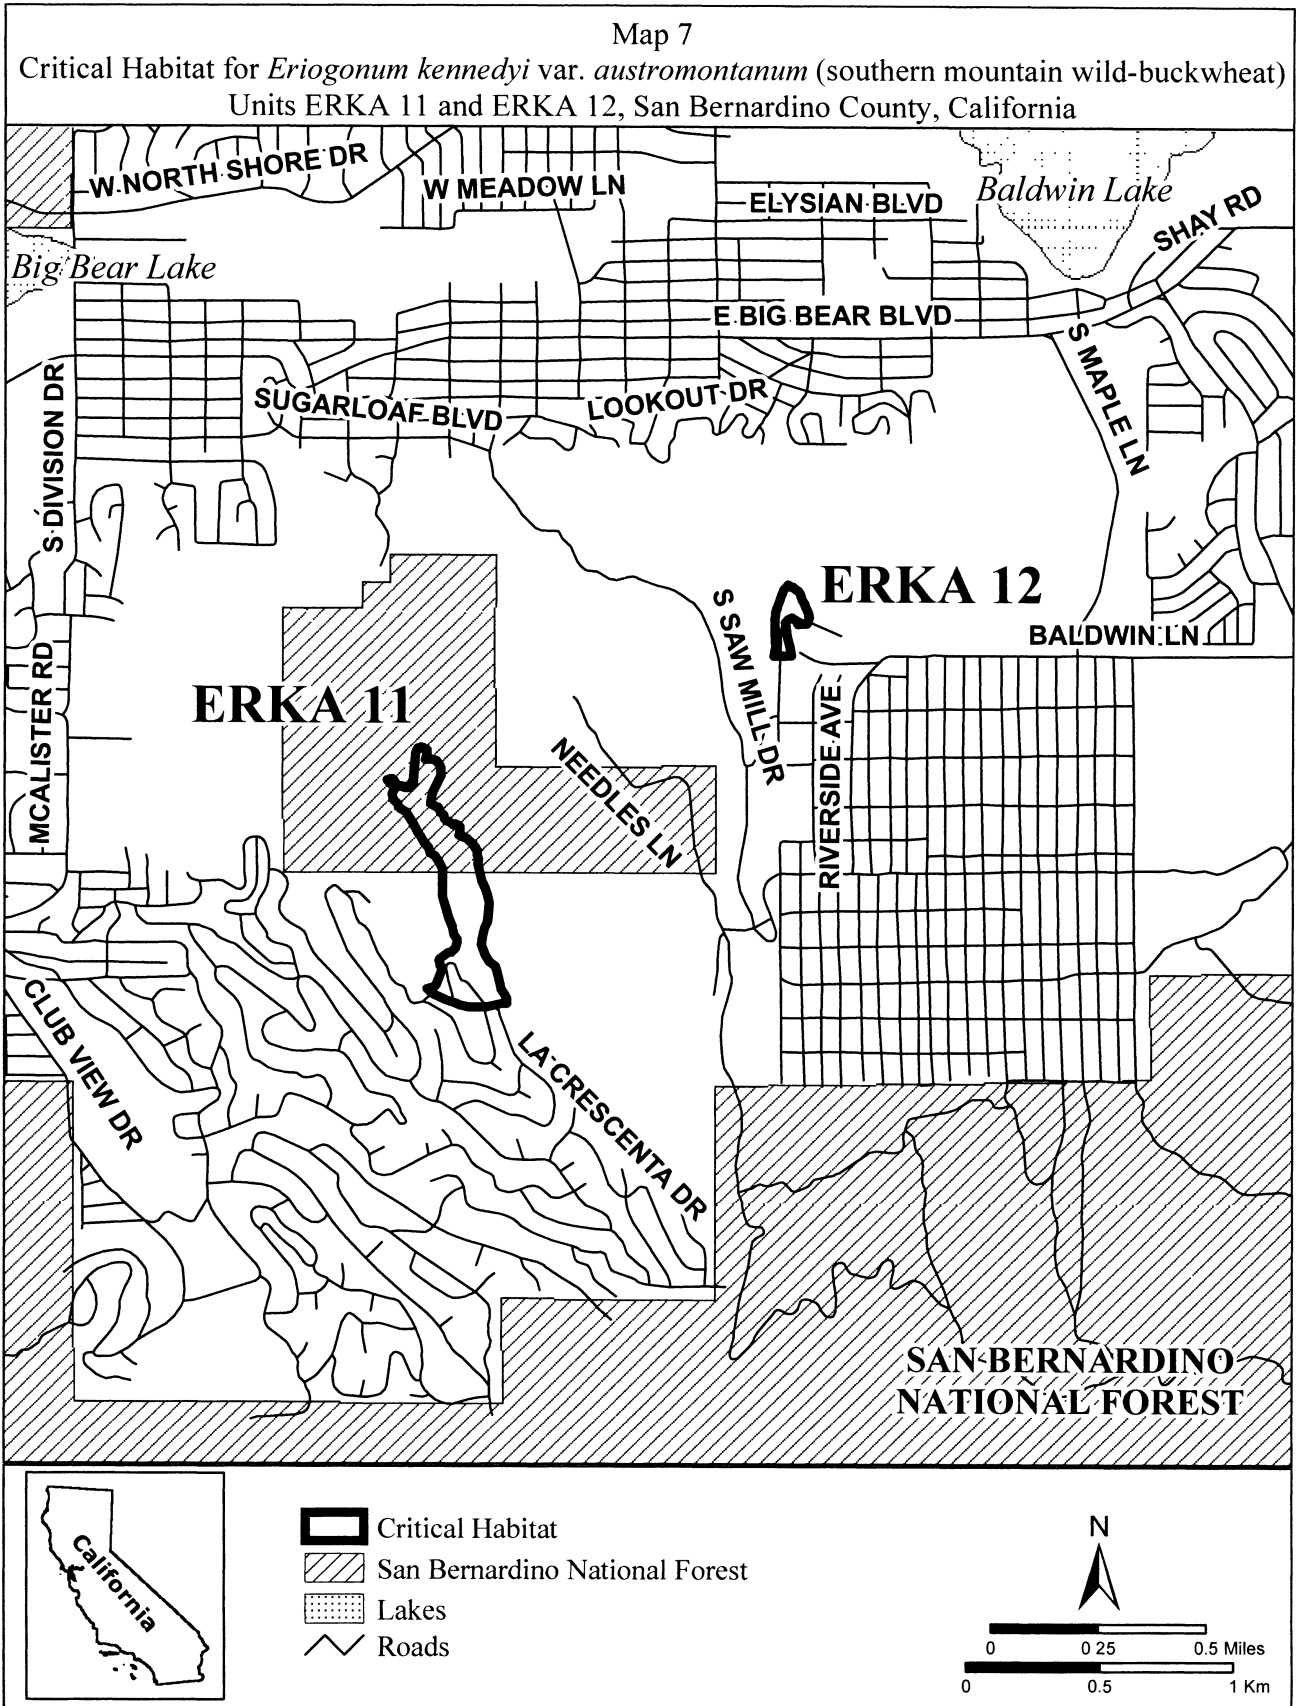 Map 7
Critical Habitat for Eriogonum kennedyi var. austromontanum (southern mountain wild-buckwheat)
Units ERKA 11 and ERKA 12, San Bernardino County, California
W NORTH SHORE DR
W MEADOW LN
ELYSIAN BLVD
Baldwin Lake
SHAY RD
Big Bear Lake
E BIG BEAR BLVD
S MAPLE LN
S DIVISION DR
SUGARLOAF BLVD
LOOKOUT DR
ERKA 12
S SAW MILL DR
BALDWIN LN
MCALISTER RD
ERKA 11
NEEDLES LN
RIVERSIDE AVE
CLUB VIEW DR
LA CRESCENTA DR
SAN BERNARDINO
NATIONAL FOREST
California
Critical Habitat
San Bernardino National Forest
Lakes
Roads
N
0 0 25 0.5 Miles
0 0.5 1 Km